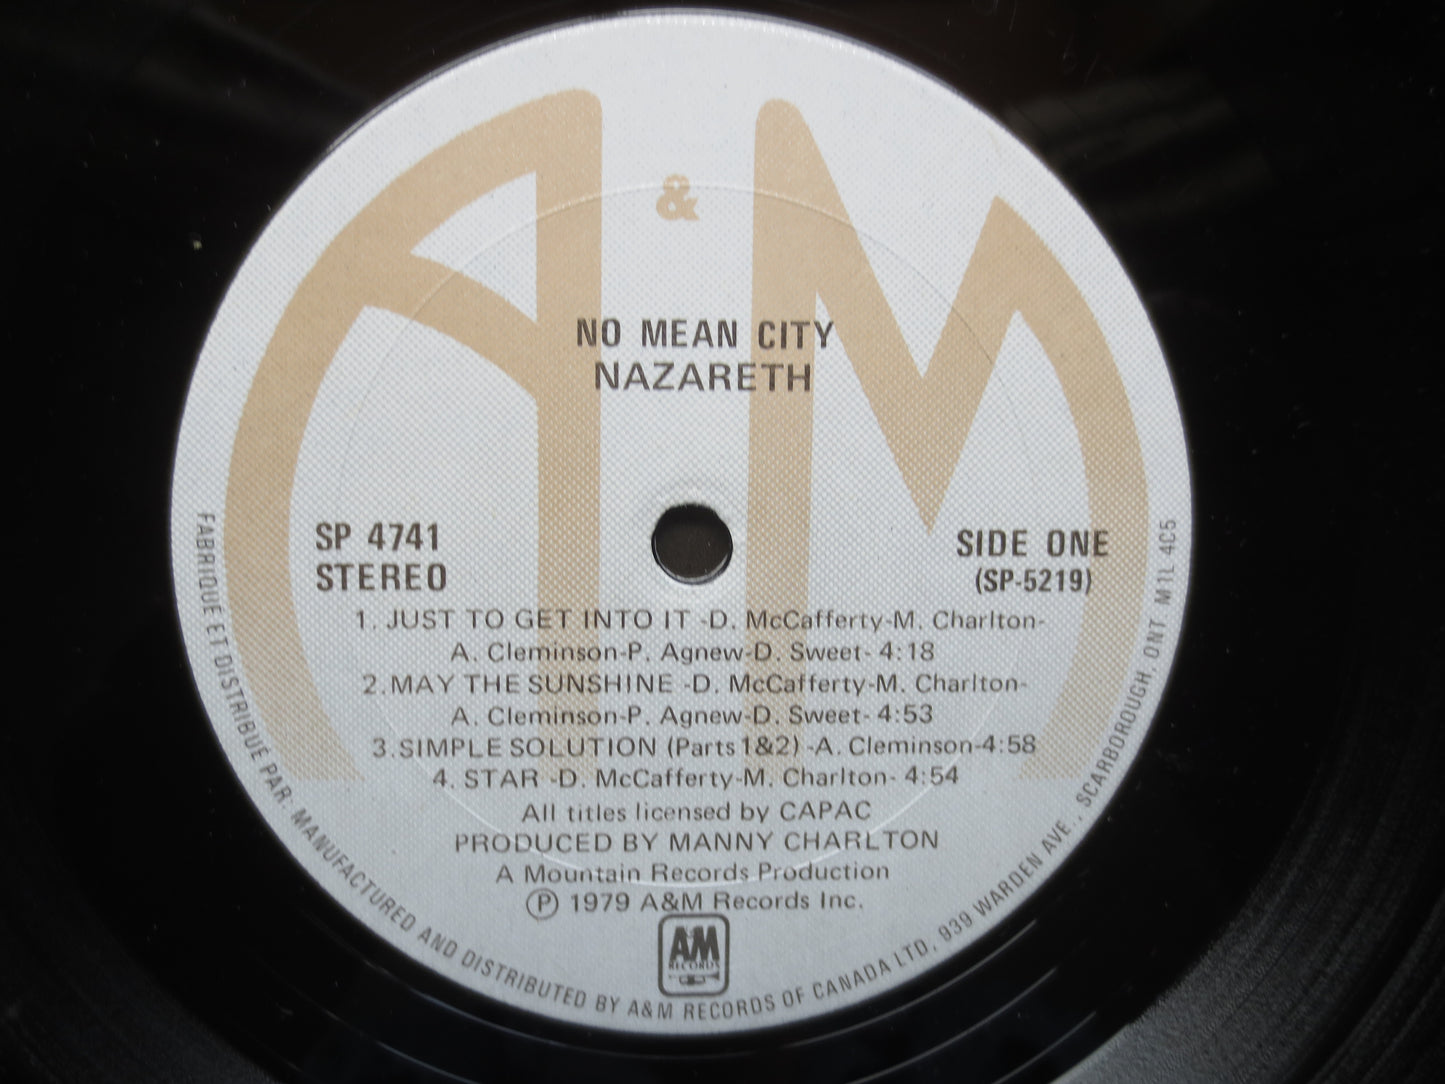 A & M
NO MEAN CITY
NAZARETH
SP 4741
STEREO
SIDE ONE
(SP-5219)
1. JUST TO GET INTO IT -D. McCafferty-M. Charlton-
A. Cleminson-P. Agnew-D. Sweet- 4:18
2. MAY THE SUNSHINE -D. McCafferty-M. Charlton-
A. Cleminson-P. Agnew-D. Sweet- 4:53
3. SIMPLE SOLUTION (Parts 1&2) -A. Cleminson-4:58
4. STAR -D. McCafferty-M. Charlton- 4:54
All titles licensed by CAPAC
PRODUCED BY MANNY CHARLTON
A Mountain Records Production
Ⓟ 1979 A&M Records Inc.
A&M
RECORDS
FABRIQUE ET DISTRIBUÉ PAR: MANUFACTURED AND DISTRIBUTED BY A&M RECORDS OF CANADA LTD. 939 WARDEN AVE., SCARBOROUGH, ONT M1L 4C5